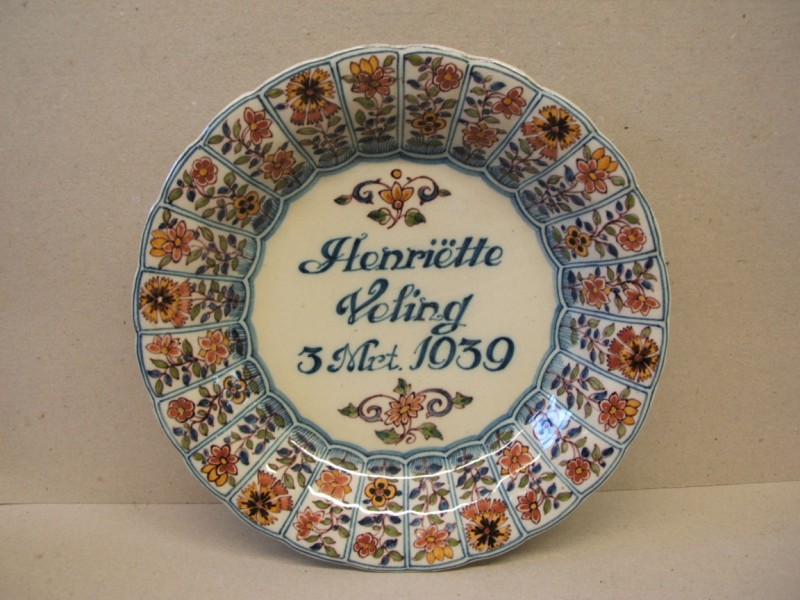 Henriëtte
Veling
3 Mrt. 1939